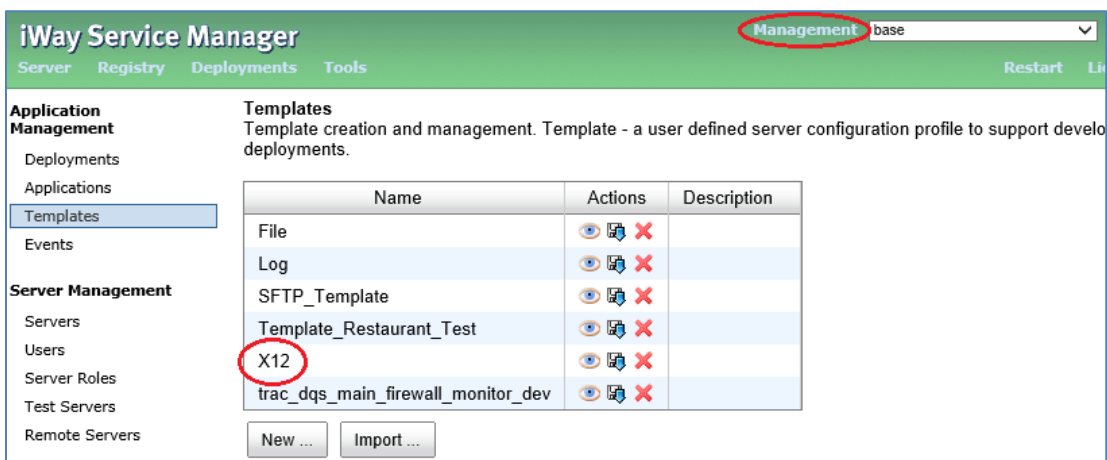 iWay Service Manager
Management base
Server Registry Deployments Tools
Restart
Application
Management
Deployments
Applications
Templates
Events
Server Management
Servers
Users
Server Roles
Test Servers
Remote Servers
Templates
Template creation and management. Template - a user defined server configuration profile to support develo
deployments.
Name Actions Description
File
Log
SFTP_Template
Template_Restaurant_Test
X12
trac_dqs_main_firewall_monitor_dev
New ... Import ...